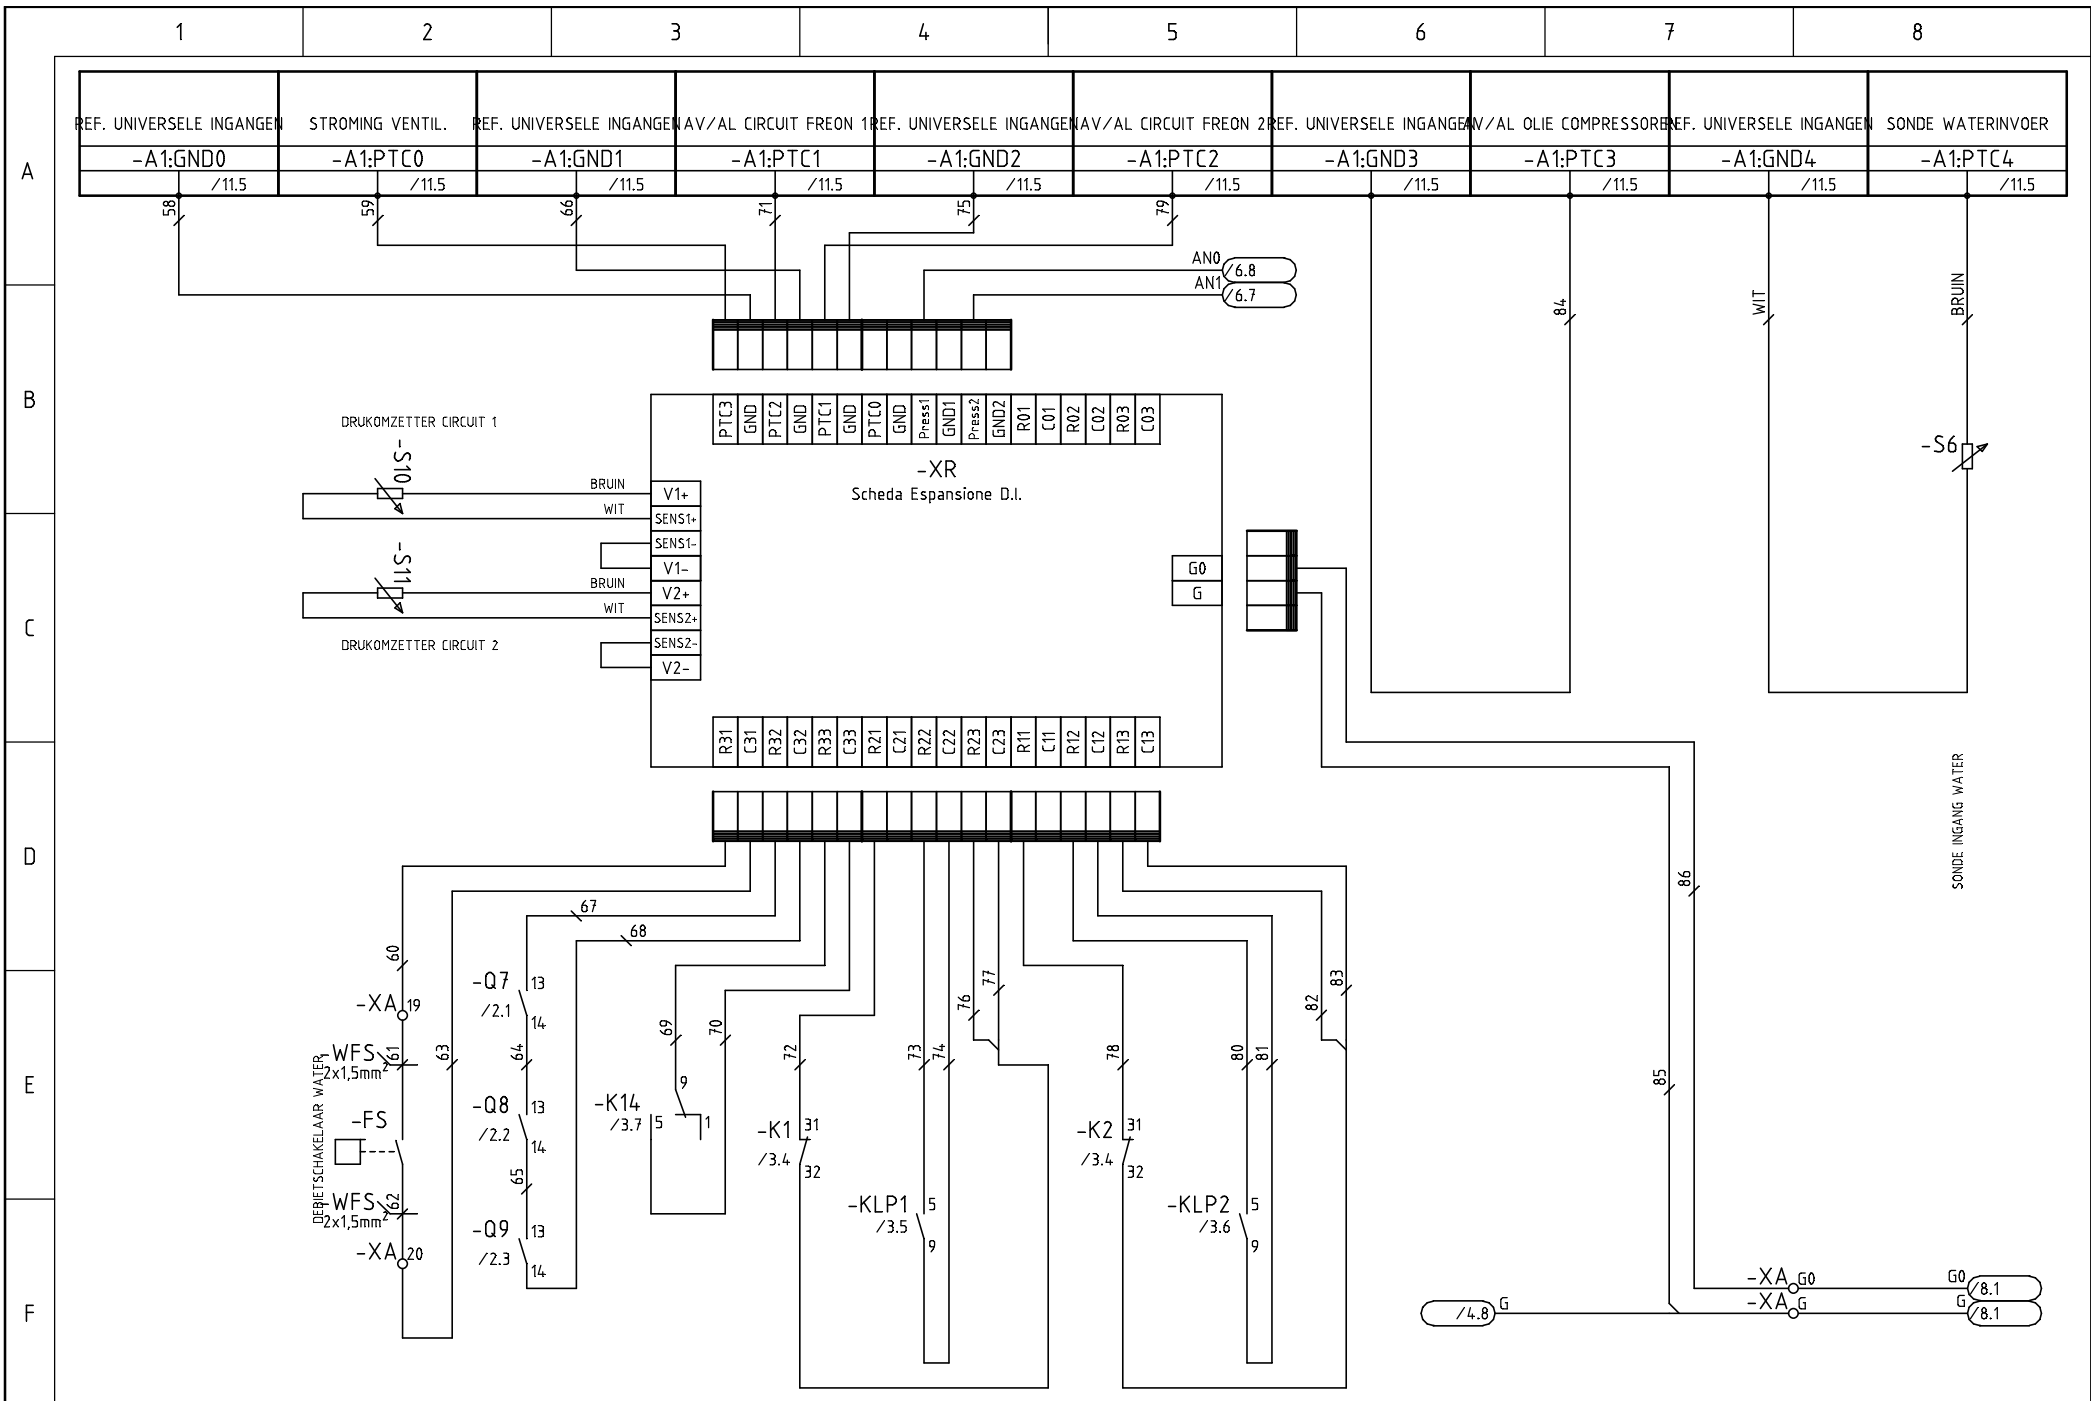 1 2 3 4 5 6 7 8
REF. UNIVERSELE INGANGEN STROMING VENTIL. REF. UNIVERSELE INGANGEN AV/AL CIRCUIT FREON 1 REF. UNIVERSELE INGANGEN AV/AL CIRCUIT FREON 2 REF. UNIVERSELE INGANGEN AV/AL OLIE COMPRESSOREN REF. UNIVERSELE INGANGEN SONDE WATERINVOER
A
-A1:GND0 -A1:PTC0 -A1:GND1 -A1:PTC1 -A1:GND2 -A1:PTC2 -A1:GND3 -A1:PTC3 -A1:GND4 -A1:PTC4
/11.5 /11.5 /11.5 /11.5 /11.5 /11.5 /11.5 /11.5 /11.5 /11.5
58 59 66 71 75 79
AN0 /6.8
AN1 /6.7
84 WIT BRUIN
B
PTC3 GND PTC2 GND PTC1 GND PTC0 GND Press1 GND1 Press2 GND2 R01 C01 R02 C02 R03 C03
DRUKOMZETTER CIRCUIT 1
-S10
-S6
-XR
Scheda Espansione D.I.
BRUIN V1+
WIT SENS1+
SENS1-
-S11
V1-
BRUIN V2+
WIT SENS2+
SENS2-
V2-
DRUKOMZETTER CIRCUIT 2
G0
G
C
R31 C31 R32 C32 R33 C33 R21 C21 R22 C22 R23 C23 R11 C11 R12 C12 R13 C13
SONDE INGANG WATER
D
86
67
68
60
77
83
76
82
-Q7 13
/2.1
14
-XA 19
69 70
-WFS 61
2x1,5mm²
63 64 72 73 74 78 80 81
85
E
DEBIETSCHAKELAAR WATER
-FS
-Q8 13
/2.2
14
9
-K14
/3.7 5 1
-K1 31
/3.4
32
-K2 31
/3.4
32
65
-WFS 62
2x1,5mm²
-KLP1 5
/3.5
9
-KLP2 5
/3.6
9
-Q9 13
/2.3
14
-XA 20
F
-XA G0 G0 /8.1
/4.8 G -XA G G /8.1